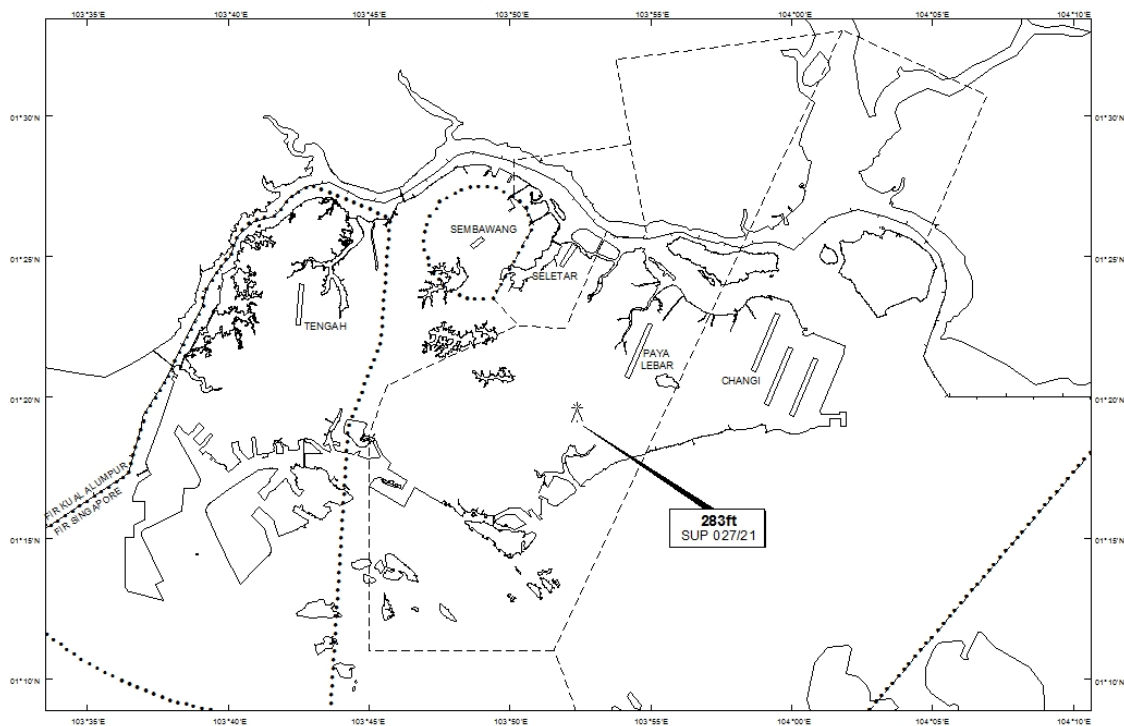 103°35'E 103°40'E 103°45'E 103°50'E 103°55'E 104°00'E 104°05'E 104°10'E
01°30'N 01°30'N
SEMBAWANG
01°25'N 01°25'N
SELETAR
TENGAH
PAYA
LEBAR
CHANGI
01°20'N 01°20'N
FIR KUALA LUMPUR
FIR SINGAPORE
283ft
SUP 027/21
01°15'N 01°15'N
01°10'N 01°10'N
103°35'E 103°40'E 103°45'E 103°50'E 103°55'E 104°00'E 104°05'E 104°10'E